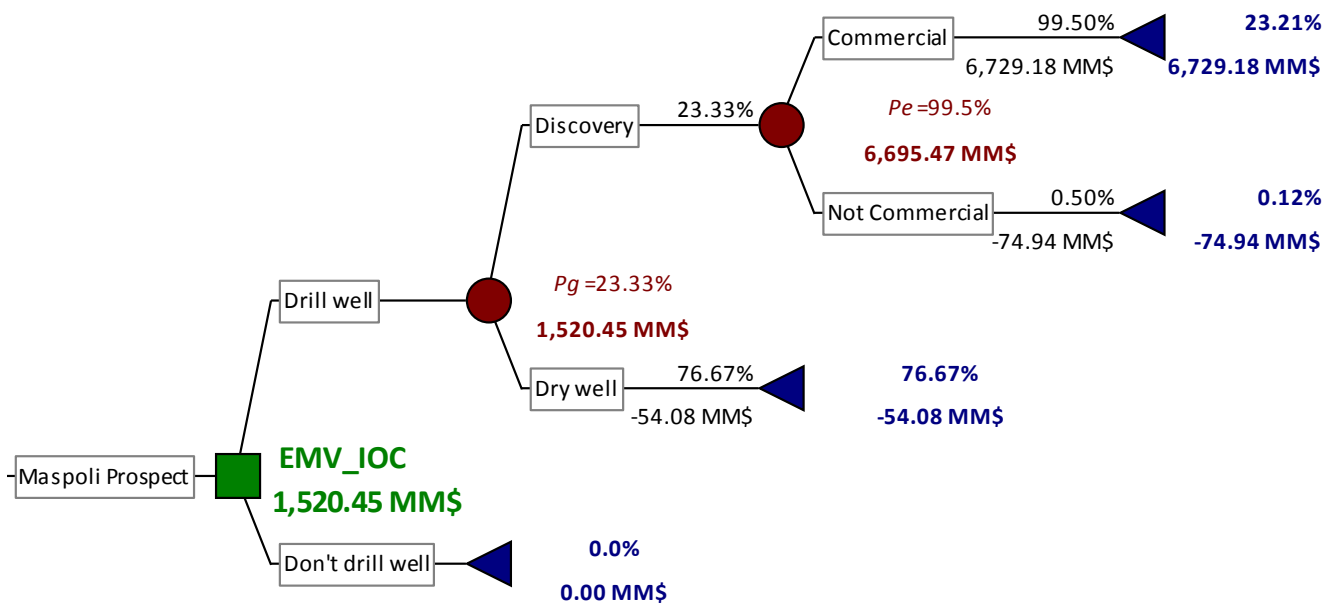 99.50%
23.21%
Commercial
6,729.18 MM$
6,729.18 MM$
Discovery
23.33%
Pe =99.5%
6,695.47 MM$
0.50%
0.12%
Not Commercial
-74.94 MM$
-74.94 MM$
Drill well
Pg =23.33%
1,520.45 MM$
76.67%
76.67%
Dry well
-54.08 MM$
-54.08 MM$
Maspoli Prospect
EMV_IOC
1,520.45 MM$
0.0%
Don't drill well
0.00 MM$